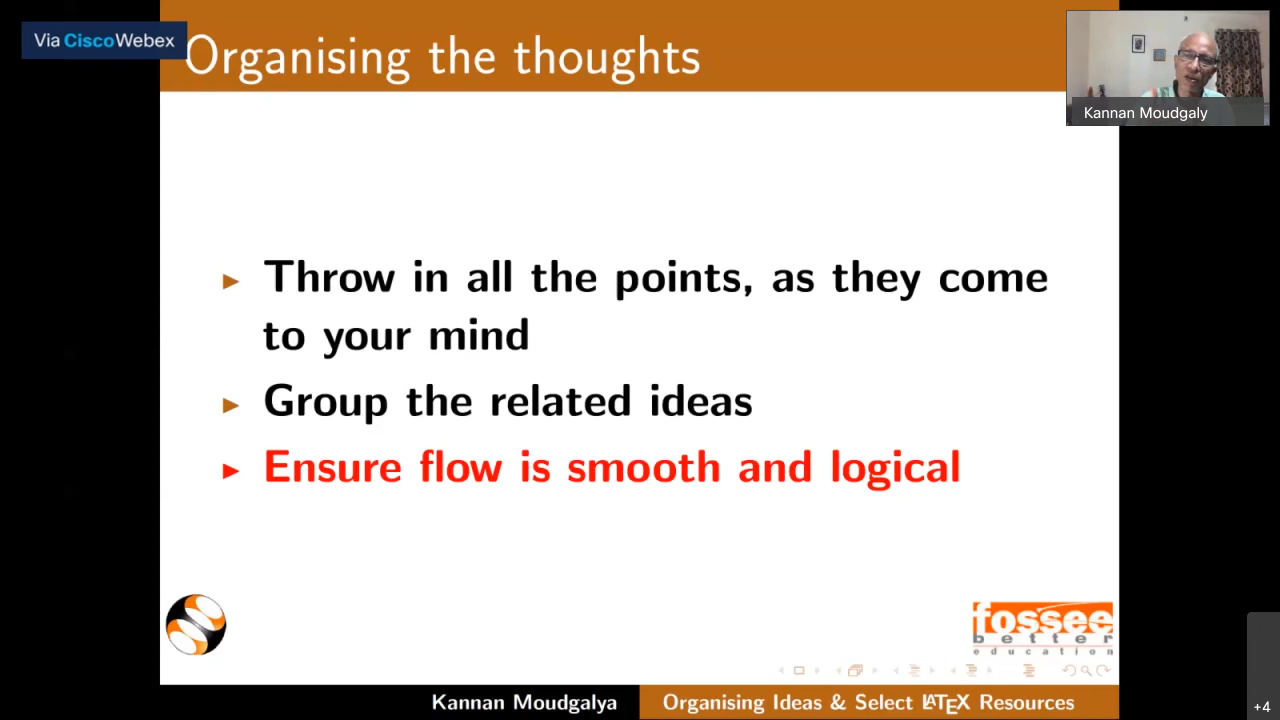 Via Cisco Webex
Organising the thoughts
Kannan Moudgaly
Throw in all the points, as they come
to your mind
Group the related ideas
Ensure flow is smooth and logical
fossee
better
education
Kannan Moudgalya
Organising Ideas & Select LATEX Resources
+4